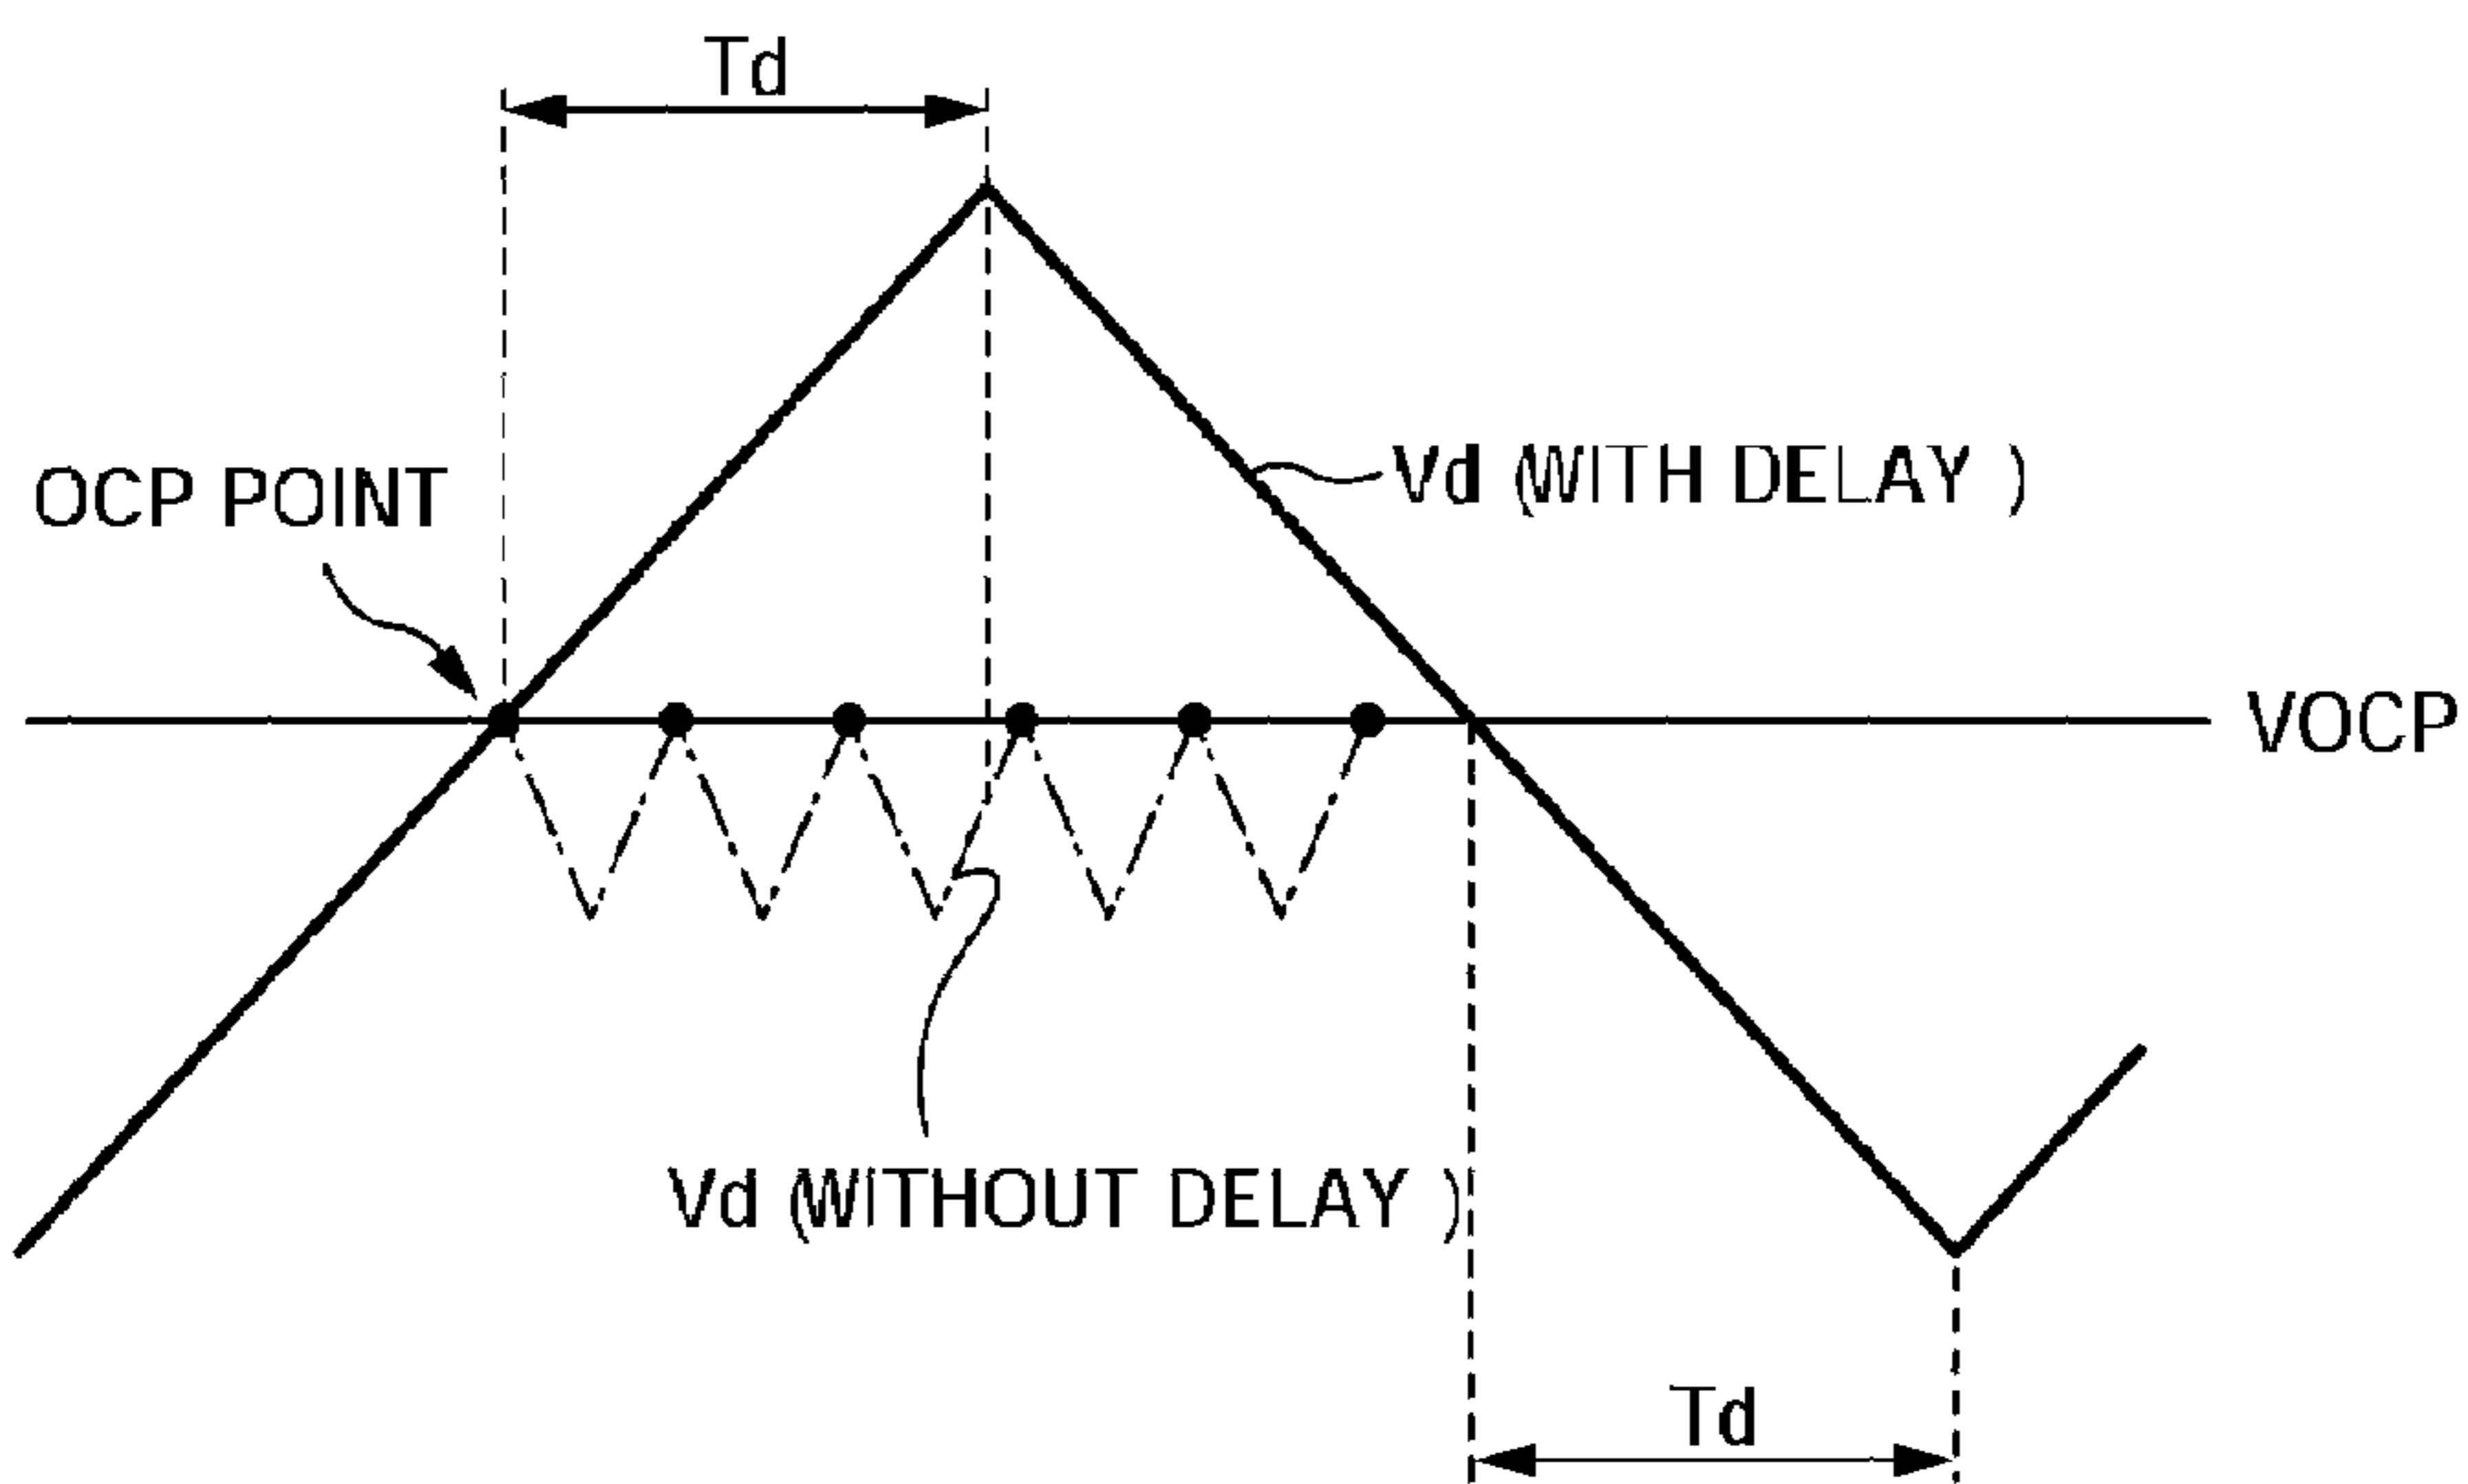 Td
OCP POINT
Vd (WITH DELAY )
VOCP
Vd (WITHOUT DELAY )
Td